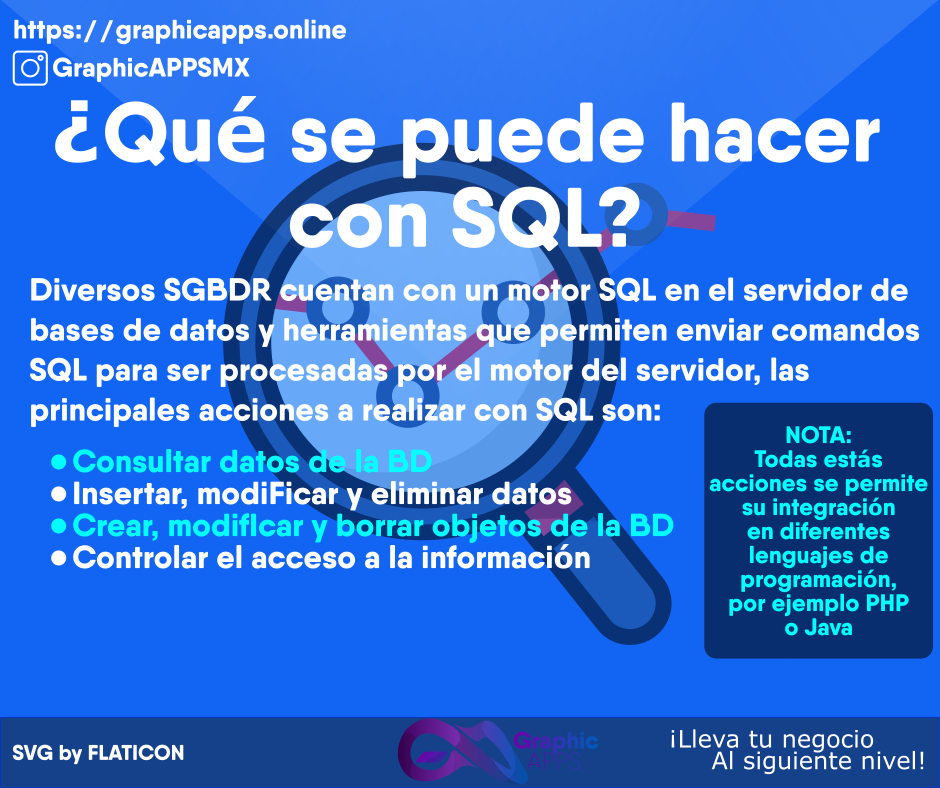 https://graphicapps.online
GraphicAPPSMX
¿Qué se puede hacer
con SQL?
Diversos SGBDR cuentan con un motor SQL en el servidor de
bases de datos y herramientas que permiten enviar comandos
SQL para ser procesadas por el motor del servidor, las
principales acciones a realizar con SQL son:
• Consultar datos de la BD
• Insertar, modiFicar y eliminar datos
• Crear, modifIcar y borrar objetos de la BD
• Controlar el acceso a la información
NOTA:
Todas estás
acciones se permite
su integración
en diferentes
lenguajes de
programación,
por ejemplo PHP
o Java
SVG by FLATICON
Graphic
APPS
¡Lleva tu negocio
Al siguiente nivel!